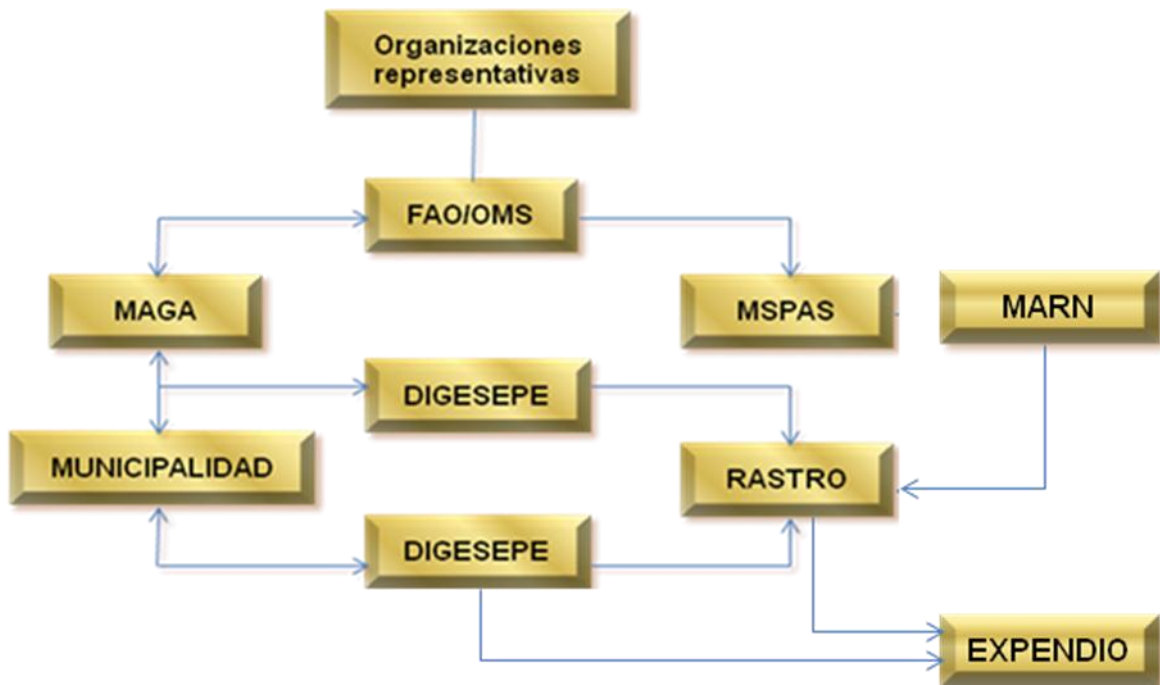 Organizaciones
representativas
FAO/OMS
MAGA
MSPAS
MARN
DIGESEPE
MUNICIPALIDAD
RASTRO
DIGESEPE
EXPENDIO